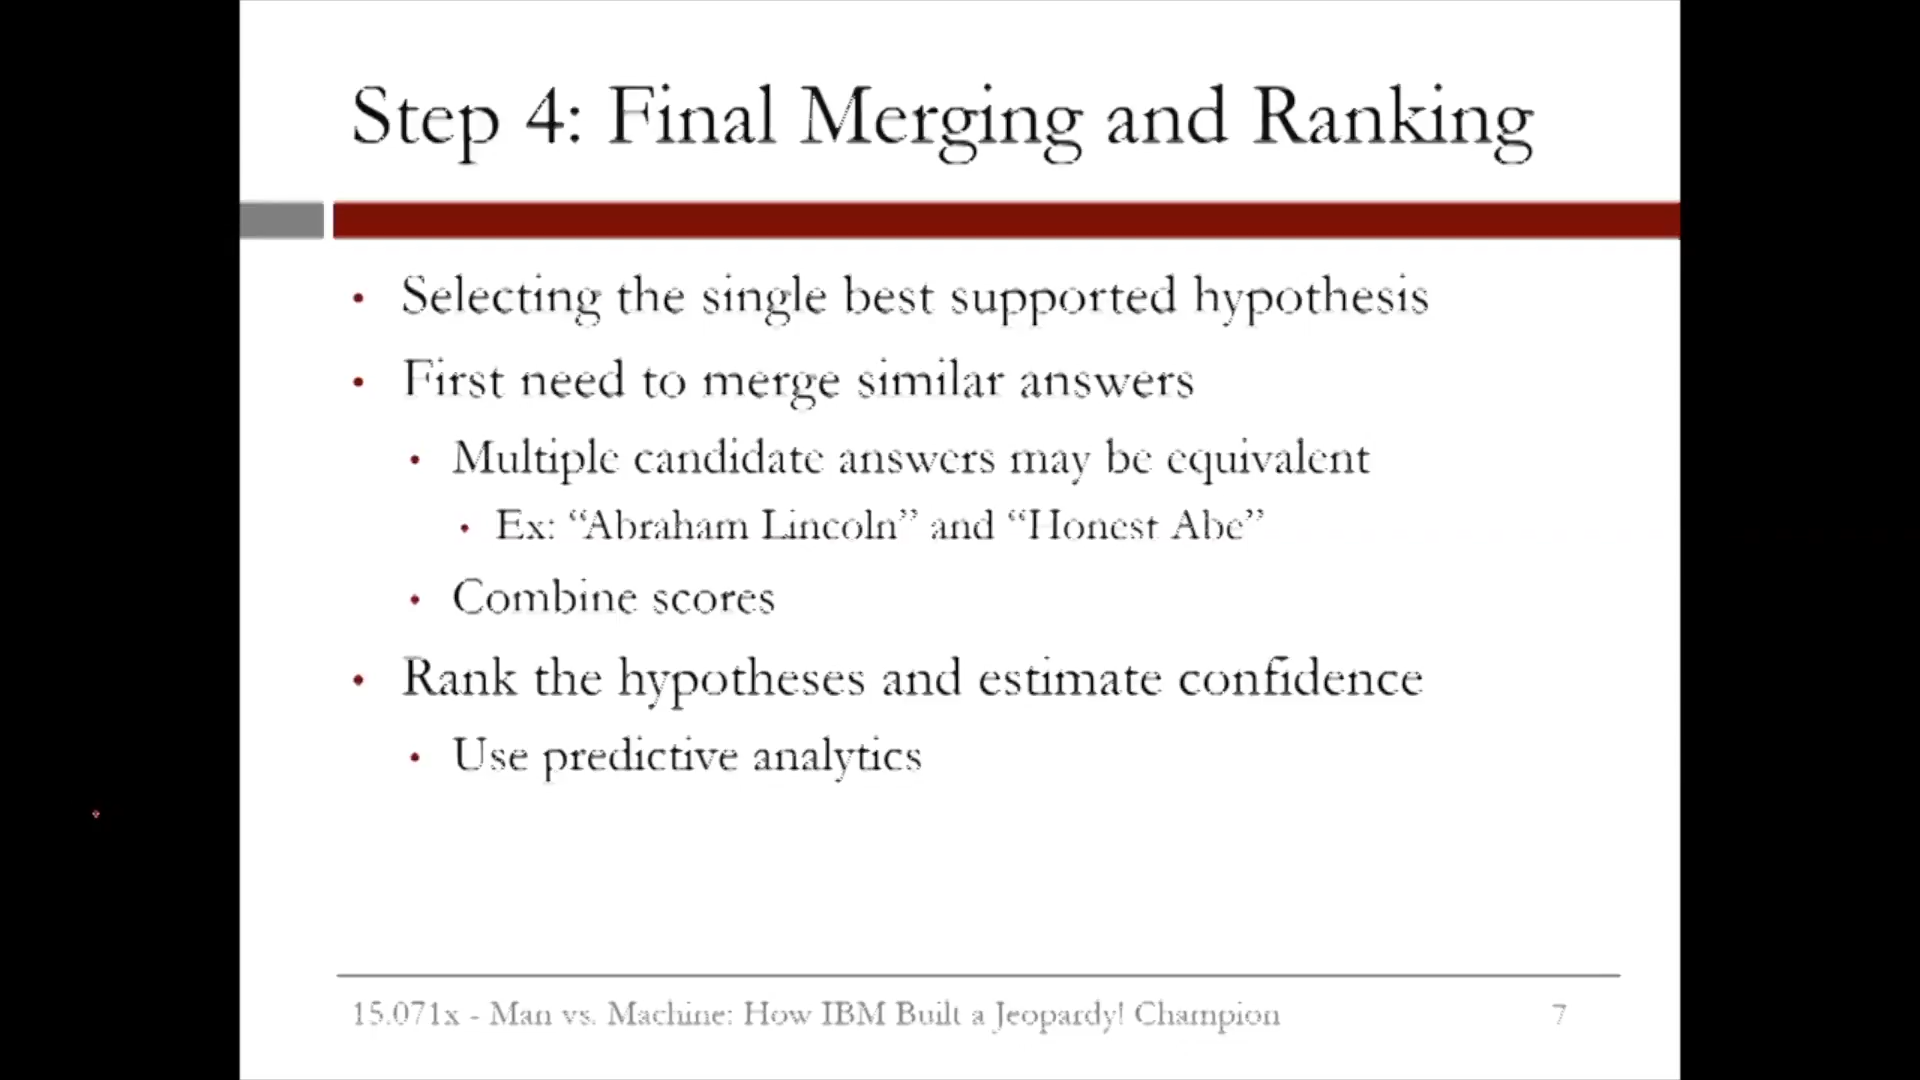 Step 4: Final Merging and Ranking
• Selecting the single best supported hypothesis
• First need to merge similar answers
• Multiple candidate answers may be equivalent
• Ex: “Abraham Lincoln” and “Honest Abe”
• Combine scores
• Rank the hypotheses and estimate confidence
• Use predictive analytics
15.071x - Man vs. Machine: How IBM Built a Jeopardy! Champion 7